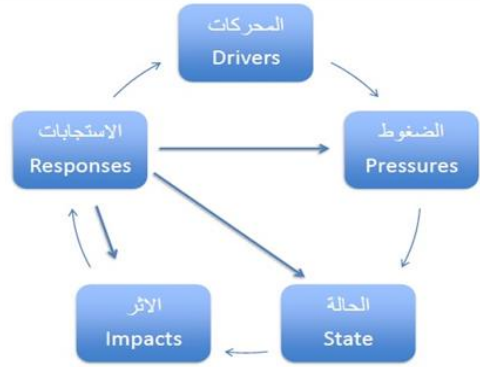 المحركات
Drivers
الاستجابات
Responses
الضغوط
Pressures
الاثر
Impacts
الحالة
State